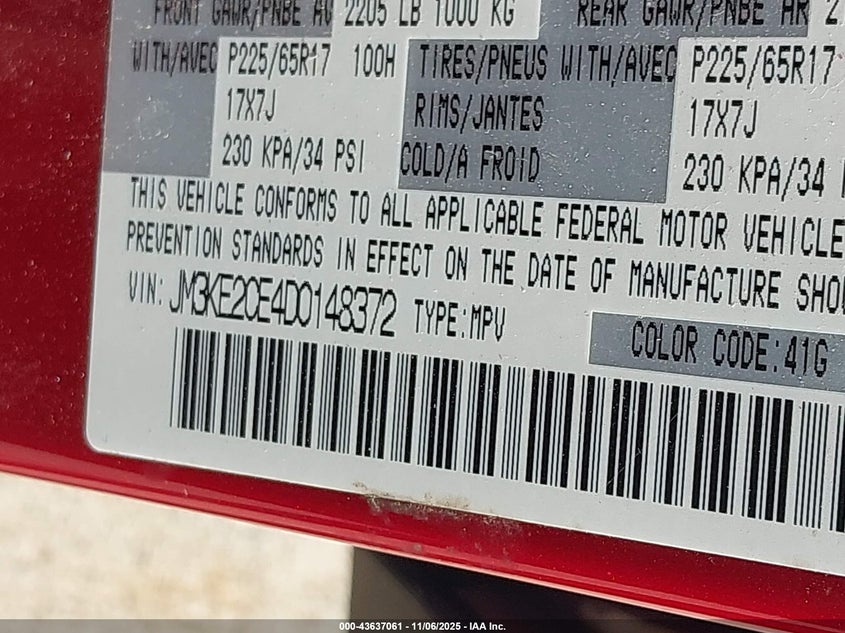 FRONT GAWR/PNBE AV 2205 LB 1000 KG REAR GAWR/PNBE AR 2
WITH/AVEC P225/65R17 100H TIRES/PNEUS WITH/AVEC P225/65R17
17X7J RIMS/JANTES 17X7J
230 KPA/34 PSI COLD/A FROID 230 KPA/34
THIS VEHICLE CONFORMS TO ALL APPLICABLE FEDERAL MOTOR VEHICLE
PREVENTION STANDARDS IN EFFECT ON THE DATE OF MANUFACTURE SHO
VIN: JM3KE2CE4D0148372 TYPE:MPV
COLOR CODE:41G
000-43637061 - 11/06/2025 - IAA Inc.